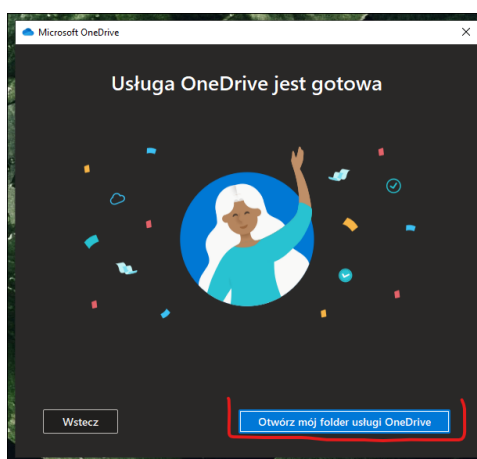 Microsoft OneDrive
Usługa OneDrive jest gotowa
Wstecz
Otwórz mój folder usługi OneDrive